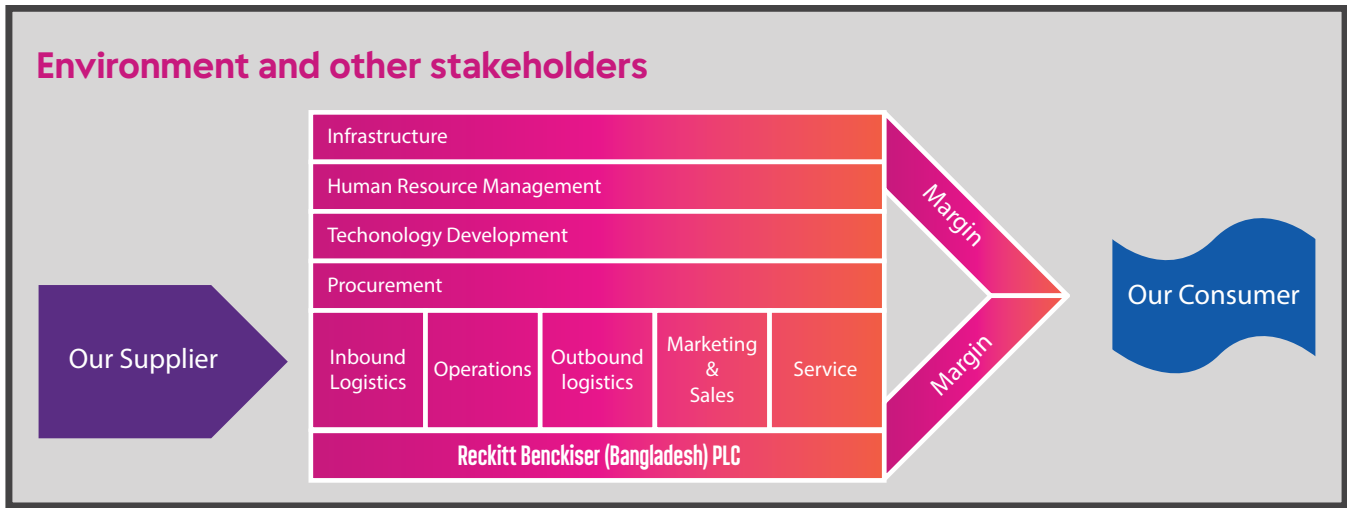 Environment and other stakeholders
Infrastructure
Human Resource Management
Techonology Development
Procurement
Our Supplier
Inbound
Logistics
Operations
Outbound
logistics
Marketing
&
Sales
Service
Reckitt Benckiser (Bangladesh) PLC
Margin
Margin
Our Consumer